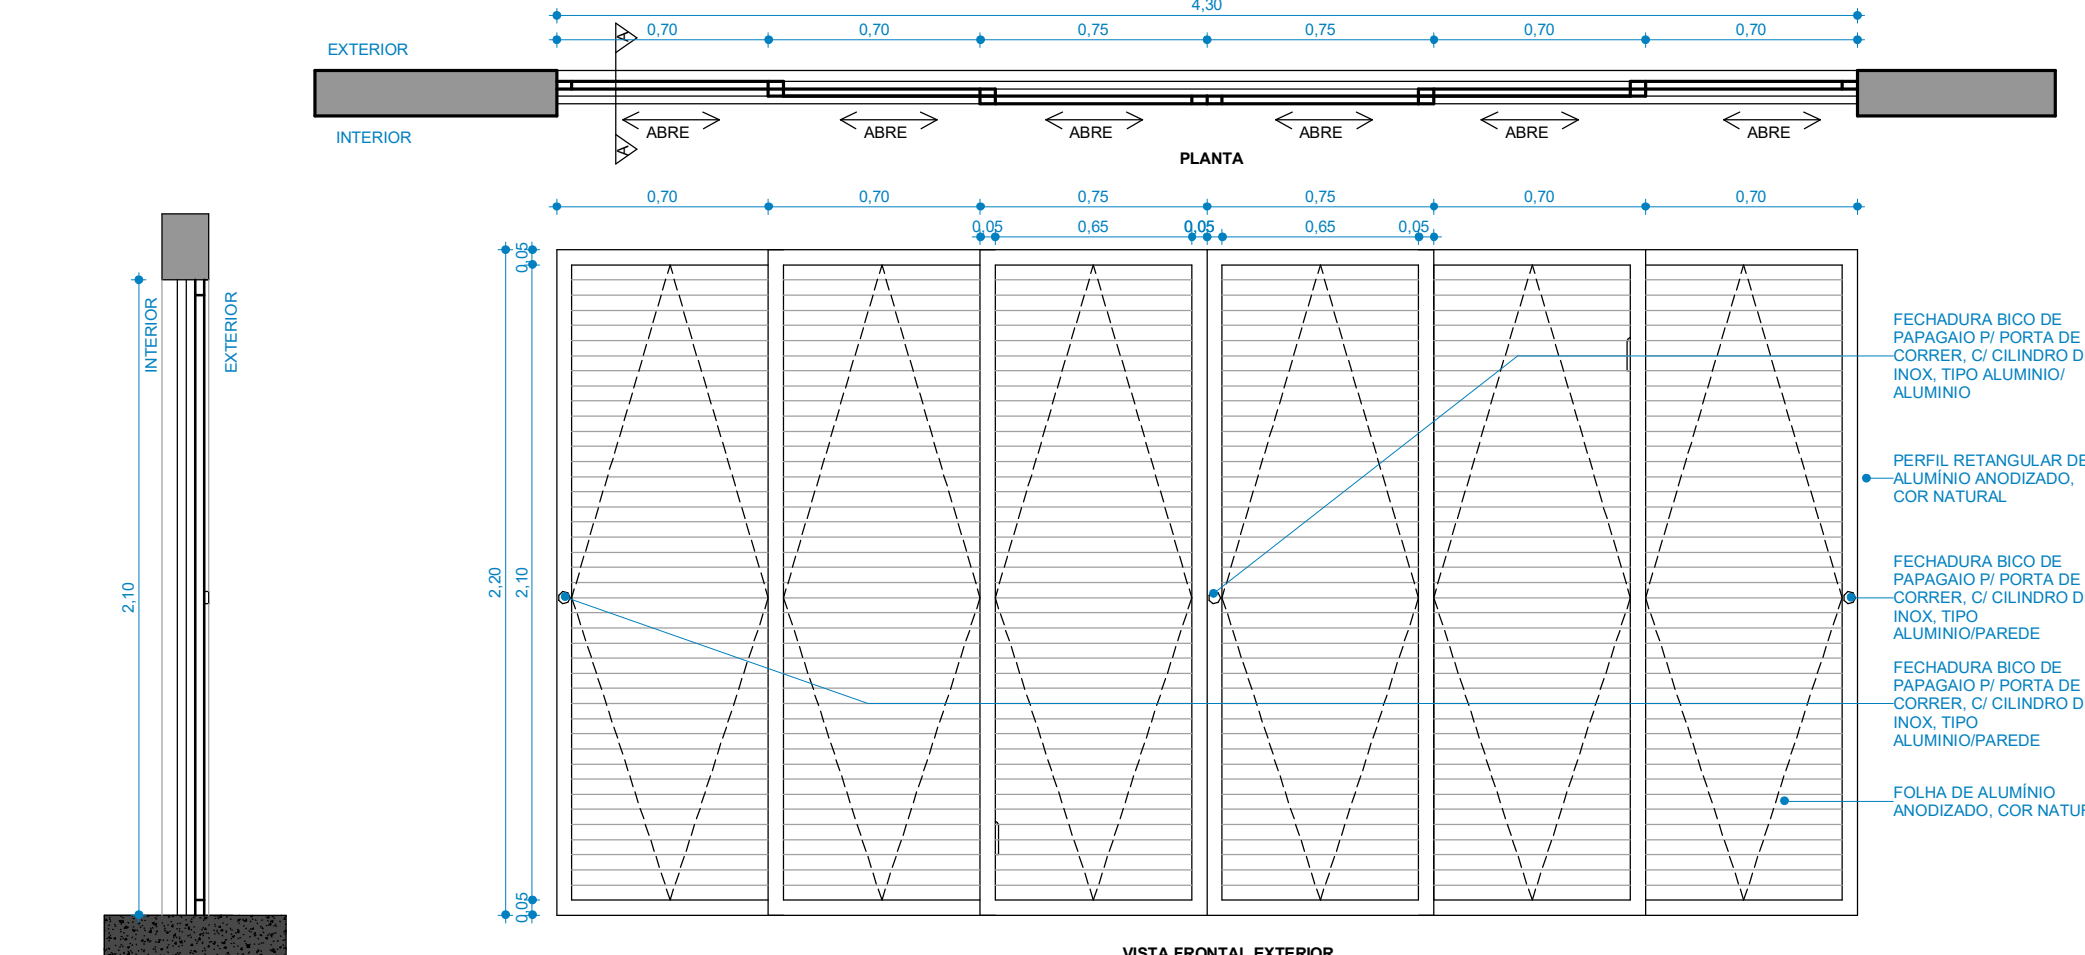 4,30
0,70
0,70
0,75
0,75
0,70
0,70
EXTERIOR
INTERIOR
A
A
ABRE
ABRE
ABRE
ABRE
ABRE
ABRE
PLANTA
0,70
0,70
0,75
0,75
0,70
0,70
0,05
0,65
0,05
0,05
0,65
0,05
INTERIOR
EXTERIOR
2,10
2,20
0,05
2,10
0,05
FECHADURA BICO DE
PAPAGAIO P/ PORTA DE
CORRER, C/ CILINDRO D
INOX, TIPO ALUMINIO/
ALUMINIO
PERFIL RETANGULAR DE
ALUMÍNIO ANODIZADO,
COR NATURAL
FECHADURA BICO DE
PAPAGAIO P/ PORTA DE
CORRER, C/ CILINDRO D
INOX, TIPO
ALUMINIO/PAREDE
FECHADURA BICO DE
PAPAGAIO P/ PORTA DE
CORRER, C/ CILINDRO D
INOX, TIPO
ALUMINIO/PAREDE
FOLHA DE ALUMÍNIO
ANODIZADO, COR NATUR
VISTA FRONTAL EXTERIOR